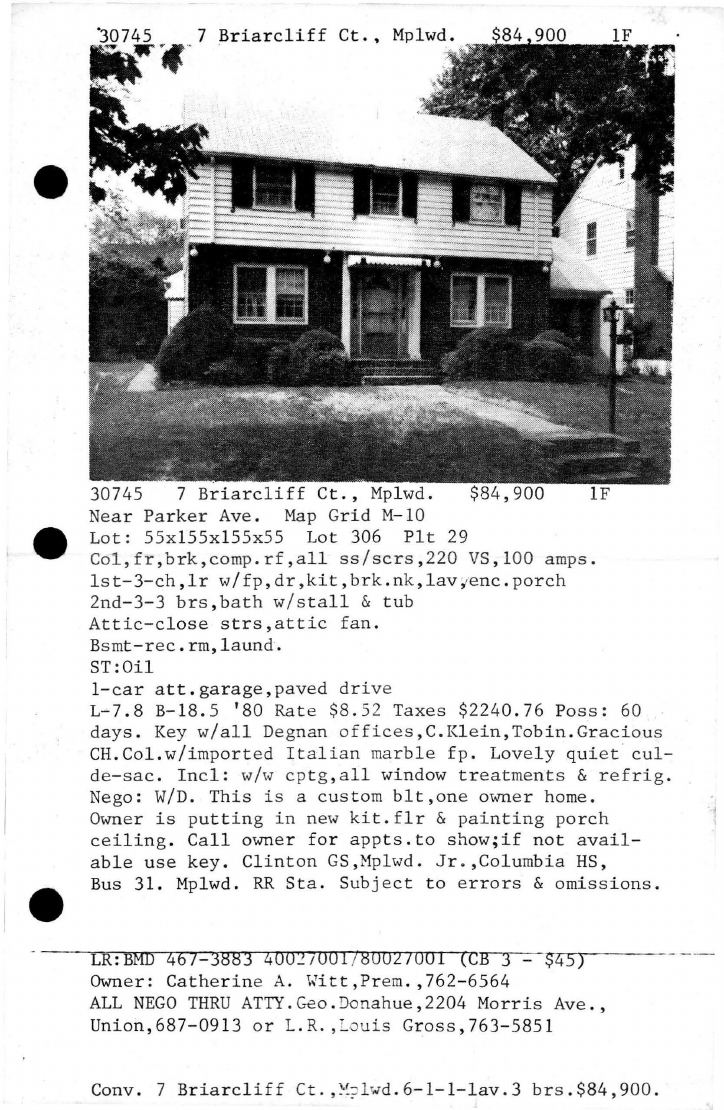 30745 7 Briarcliff Ct., Mplwd. $84,900 1F
30745 7 Briarcliff Ct., Mplwd. $84,900 1F
Near Parker Ave. Map Grid M-10
Lot: 55x155x155x55 Lot 306 Plt 29
Col,fr,brk,comp.rf,all ss/scrs,220 VS,100 amps.
1st-3-ch,lr w/fp,dr,kit,brk.nk,lav,enc.porch
2nd-3-3 brs,bath w/stall & tub
Attic-close strs,attic fan.
Bsmt-rec.rm,laund.
ST:Oil
1-car att.garage,paved drive
L-7.8 B-18.5 '80 Rate $8.52 Taxes $2240.76 Poss: 60
days. Key w/all Degnan offices,C.Klein,Tobin.Gracious
CH.Col.w/imported Italian marble fp. Lovely quiet cul-
de-sac. Incl: w/w cptg,all window treatments & refrig.
Nego: W/D. This is a custom blt,one owner home.
Owner is putting in new kit.flr & painting porch
ceiling. Call owner for appts.to show;if not avail-
able use key. Clinton GS,Mplwd. Jr.,Columbia HS,
Bus 31. Mplwd. RR Sta. Subject to errors & omissions.
LR:BMD 467-3883 40027001/80027001 (CB 3 - $45)
Owner: Catherine A. Witt,Prem.,762-6564
ALL NEGO THRU ATTY.Geo.Donahue,2204 Morris Ave.,
Union,687-0913 or L.R.,Louis Gross,763-5851
Conv. 7 Briarcliff Ct.,Mplwd.6-1-1-lav.3 brs.$84,900.